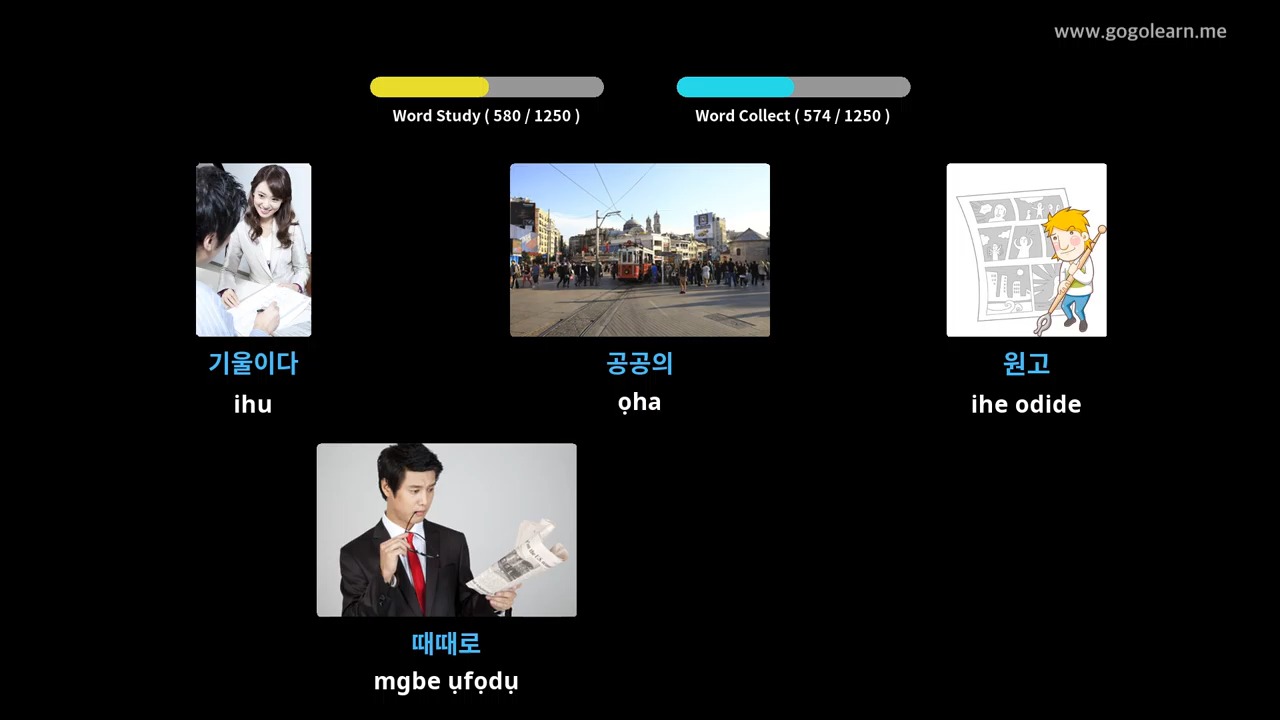 www.gogolearn.me
Word Study ( 580 / 1250 )
Word Collect ( 574 / 1250 )
기울이다
ihu
공공의
ọha
원고
ihe odide
때때로
mgbe ụfọdụ